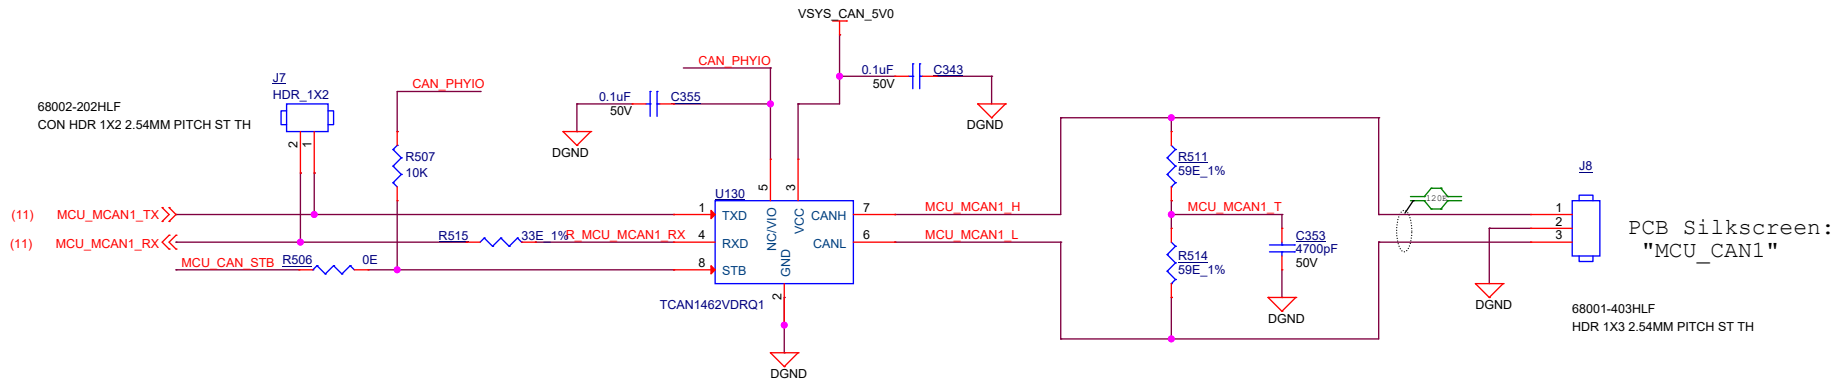 VSYS_CAN_5V0
J7
HDR_1X2
68002-202HLF
CON HDR 1X2 2.54MM PITCH ST TH
2
1
CAN_PHYIO
R507
10K
CAN_PHYIO
0.1uF
50V
C355
DGND
0.1uF
50V
C343
DGND
(11) MCU_MCAN1_TX
(11) MCU_MCAN1_RX
R515
33E_1%
R_MCU_MCAN1_RX
MCU_CAN_STB
R506
0E
U130
5
3
1
4
8
TXD
RXD
STB
NC/VIO
VCC
GND
CANH
CANL
7
6
2
TCAN1462VDRQ1
DGND
MCU_MCAN1_H
MCU_MCAN1_L
R511
59E_1%
MCU_MCAN1_T
R514
59E_1%
C353
4700pF
50V
DGND
120E
J8
1
2
3
DGND
PCB Silkscreen:
"MCU_CAN1"
68001-403HLF
HDR 1X3 2.54MM PITCH ST TH